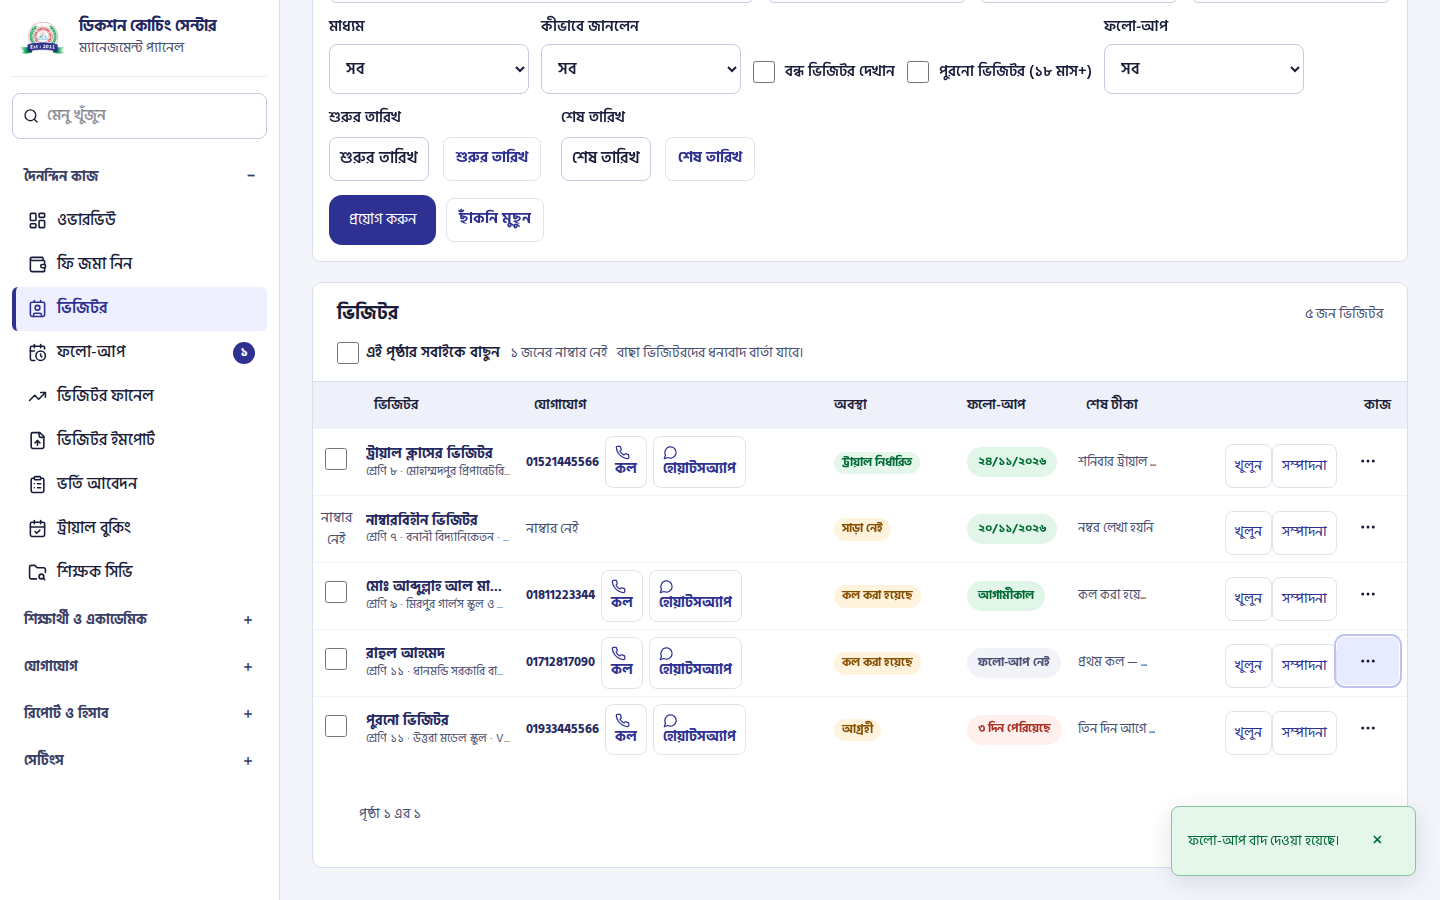 ডিকশন কোচিং সেন্টার
ম্যানেজমেন্ট প্যানেল
Est : 2011
মেনু খুঁজুন
দৈনন্দিন কাজ −
ওভারভিউ
ফি জমা নিন
ভিজিটর
ফলো-আপ ১
ভিজিটর ফানেল
ভিজিটর ইমপোর্ট
ভর্তি আবেদন
ট্রায়াল বুকিং
শিক্ষক সিভি
শিক্ষার্থী ও একাডেমিক +
যোগাযোগ +
রিপোর্ট ও হিসাব +
সেটিংস +
মাধ্যম কীভাবে জানলেন ফলো-আপ
সব সব বন্ধ ভিজিটর দেখান পুরনো ভিজিটর (১৮ মাস+) সব
শুরুর তারিখ শেষ তারিখ
শুরুর তারিখ শুরুর তারিখ শেষ তারিখ শেষ তারিখ
প্রয়োগ করুন ছাঁকনি মুছুন
ভিজিটর ৫ জন ভিজিটর
এই পৃষ্ঠার সবাইকে বাছুন ১ জনের নাম্বার নেই বাছা ভিজিটরদের ধন্যবাদ বার্তা যাবে।
ভিজিটর যোগাযোগ অবস্থা ফলো-আপ শেষ টীকা কাজ
ট্রায়াল ক্লাসের ভিজিটর
শ্রেণি ৮ · মোহাম্মদপুর প্রিপারেটরি...
01521445566 কল হোয়াটসঅ্যাপ ট্রায়াল নির্ধারিত ২৪/১১/২০২৬ শনিবার ট্রায়াল ... খুলুন সম্পাদনা ...
নাম্বার নেই
নাম্বারবিহীন ভিজিটর
শ্রেণি ৭ · বনানী বিদ্যানিকেতন · ...
নাম্বার নেই সাড়া নেই ২০/১১/২০২৬ নম্বর লেখা হয়নি খুলুন সম্পাদনা ...
মোঃ আব্দুল্লাহ আল মা...
শ্রেণি ৯ · মিরপুর গার্লস স্কুল ও ...
01811223344 কল হোয়াটসঅ্যাপ কল করা হয়েছে আগামীকাল কল করা হয়ে... খুলুন সম্পাদনা ...
রাহুল আহমেদ
শ্রেণি ১১ · ধানমন্ডি সরকারি বা...
01712817090 কল হোয়াটসঅ্যাপ কল করা হয়েছে ফলো-আপ নেই প্রথম কল — ... খুলুন সম্পাদনা ...
পুরনো ভিজিটর
শ্রেণি ১১ · উত্তরা মডেল স্কুল · V...
01933445566 কল হোয়াটসঅ্যাপ আগ্রহী ৩ দিন পেরিয়েছে তিন দিন আগে ... খুলুন সম্পাদনা ...
পৃষ্ঠা ১ এর ১
ফলো-আপ বাদ দেওয়া হয়েছে। ×